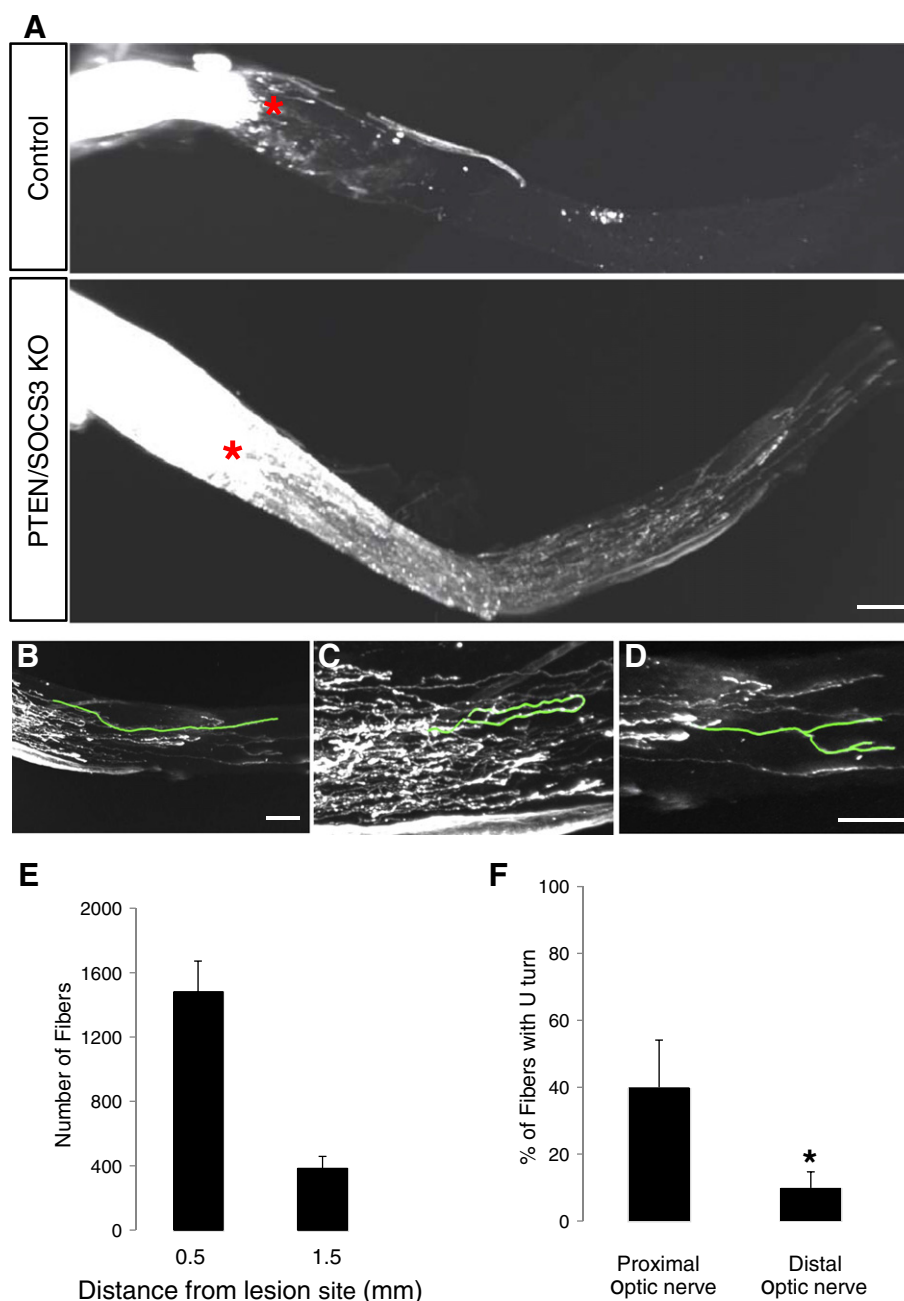 A
Control
*
PTEN/SOCS3 KO
*
B
C
D
E
Number of Fibers
2000
1600
1200
800
400
0
0.5 1.5
Distance from lesion site (mm)
F
% of Fibers with U turn
100
80
60
40
20
0
*
Proximal
Optic nerve
Distal
Optic nerve